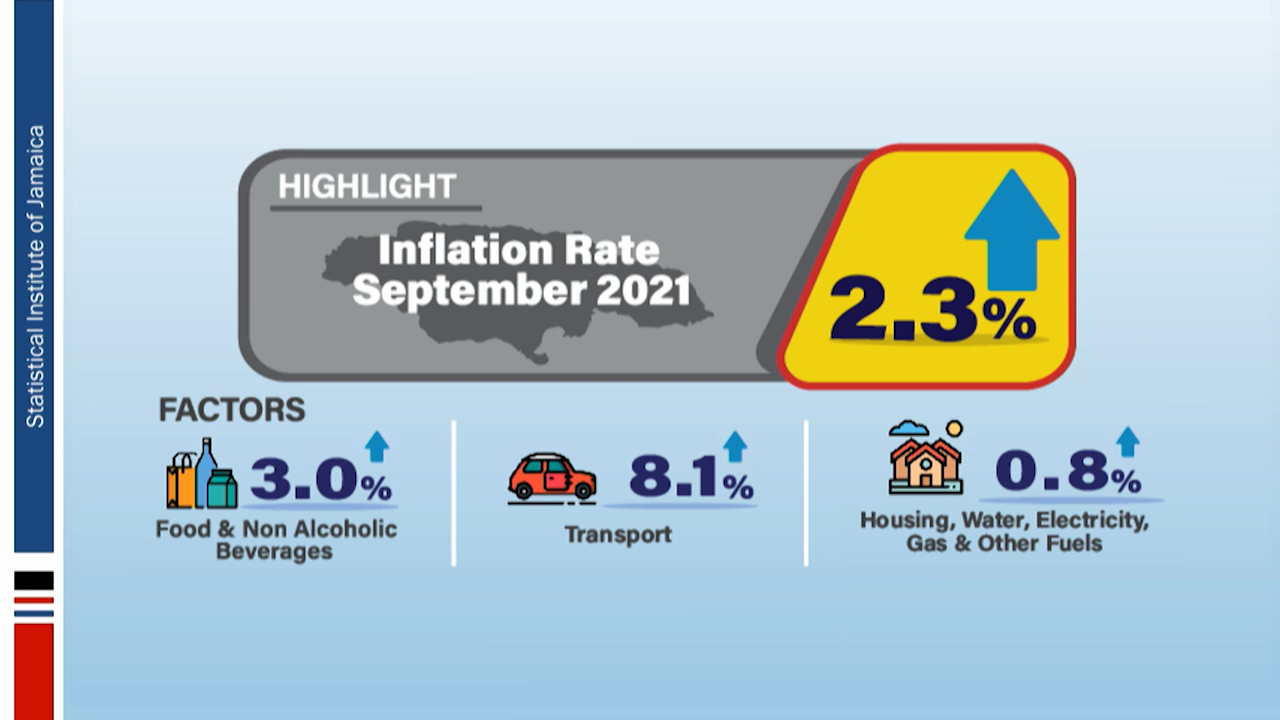 Statistical Institute of Jamaica
HIGHLIGHT
Inflation Rate
September 2021
2.3%
FACTORS
3.0%
Food & Non Alcoholic
Beverages
8.1%
Transport
0.8%
Housing, Water, Electricity,
Gas & Other Fuels